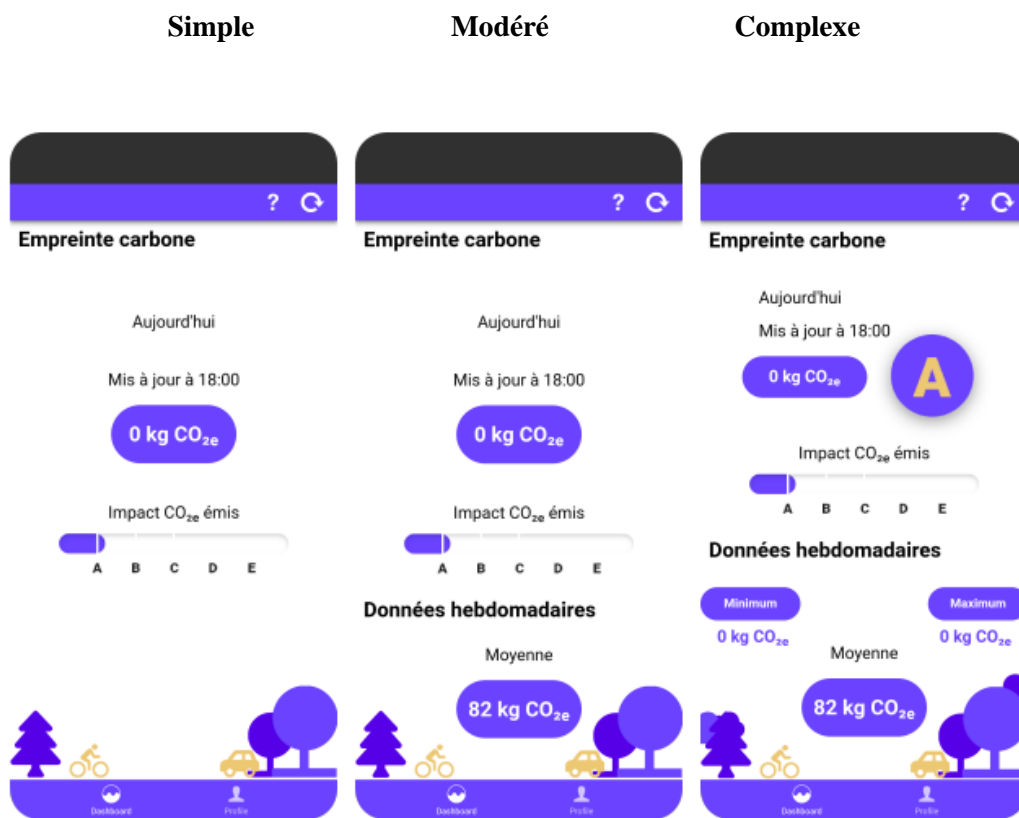 Simple
Modéré
Complexe
?
Empreinte carbone
Aujourd'hui
Mis à jour à 18:00
0 kg CO₂e
Impact CO₂e émis
A B C D E
Dashboard
Profile
?
Empreinte carbone
Aujourd'hui
Mis à jour à 18:00
0 kg CO₂e
Impact CO₂e émis
A B C D E
Données hebdomadaires
Moyenne
82 kg CO₂e
Dashboard
Profile
?
Empreinte carbone
Aujourd'hui
Mis à jour à 18:00
0 kg CO₂e
A
Impact CO₂e émis
A B C D E
Données hebdomadaires
Minimum
0 kg CO₂e
Maximum
0 kg CO₂e
Moyenne
82 kg CO₂e
Dashboard
Profile